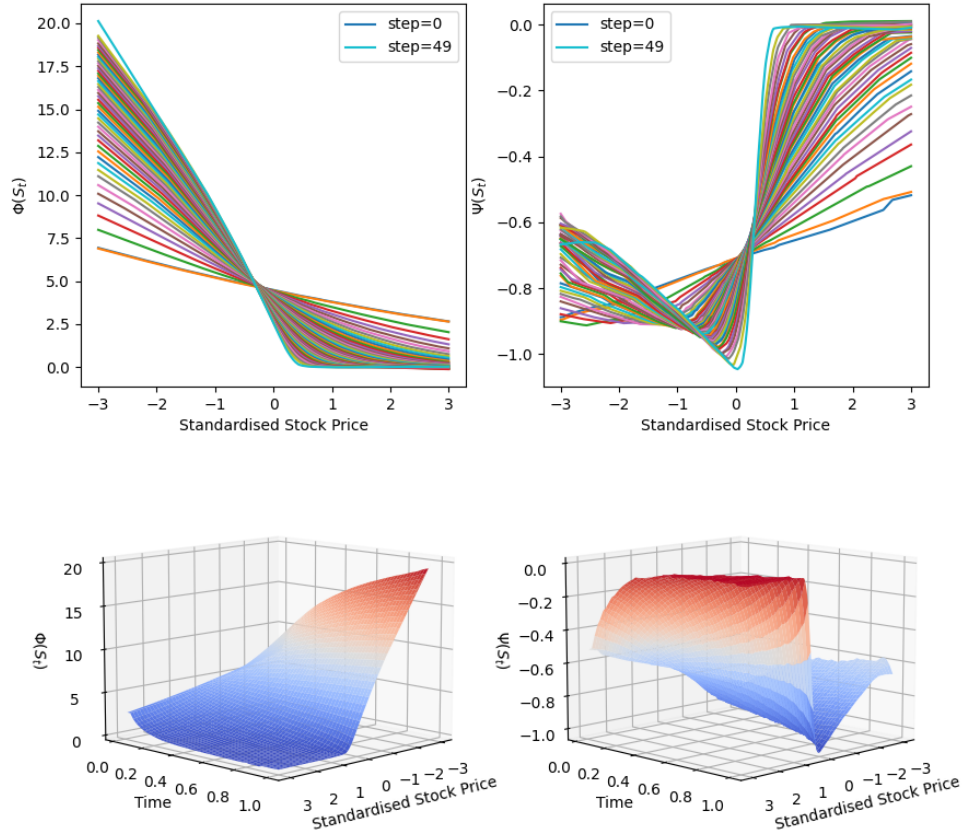 20.0
17.5
15.0
12.5
10.0
7.5
5.0
2.5
0.0
Φ(S_t)
−3 −2 −1 0 1 2 3
Standardised Stock Price
step=0
step=49
0.0
−0.2
−0.4
−0.6
−0.8
−1.0
Ψ(S_t)
−3 −2 −1 0 1 2 3
Standardised Stock Price
step=0
step=49
20
15
10
5
0
Φ(S_t)
0.0 0.2 0.4 0.6 0.8 1.0
Time
3 2 1 0 −1 −2 −3
Standardised Stock Price
0.0
−0.2
−0.4
−0.6
−0.8
−1.0
Ψ(S_t)
0.0 0.2 0.4 0.6 0.8 1.0
Time
3 2 1 0 −1 −2 −3
Standardised Stock Price